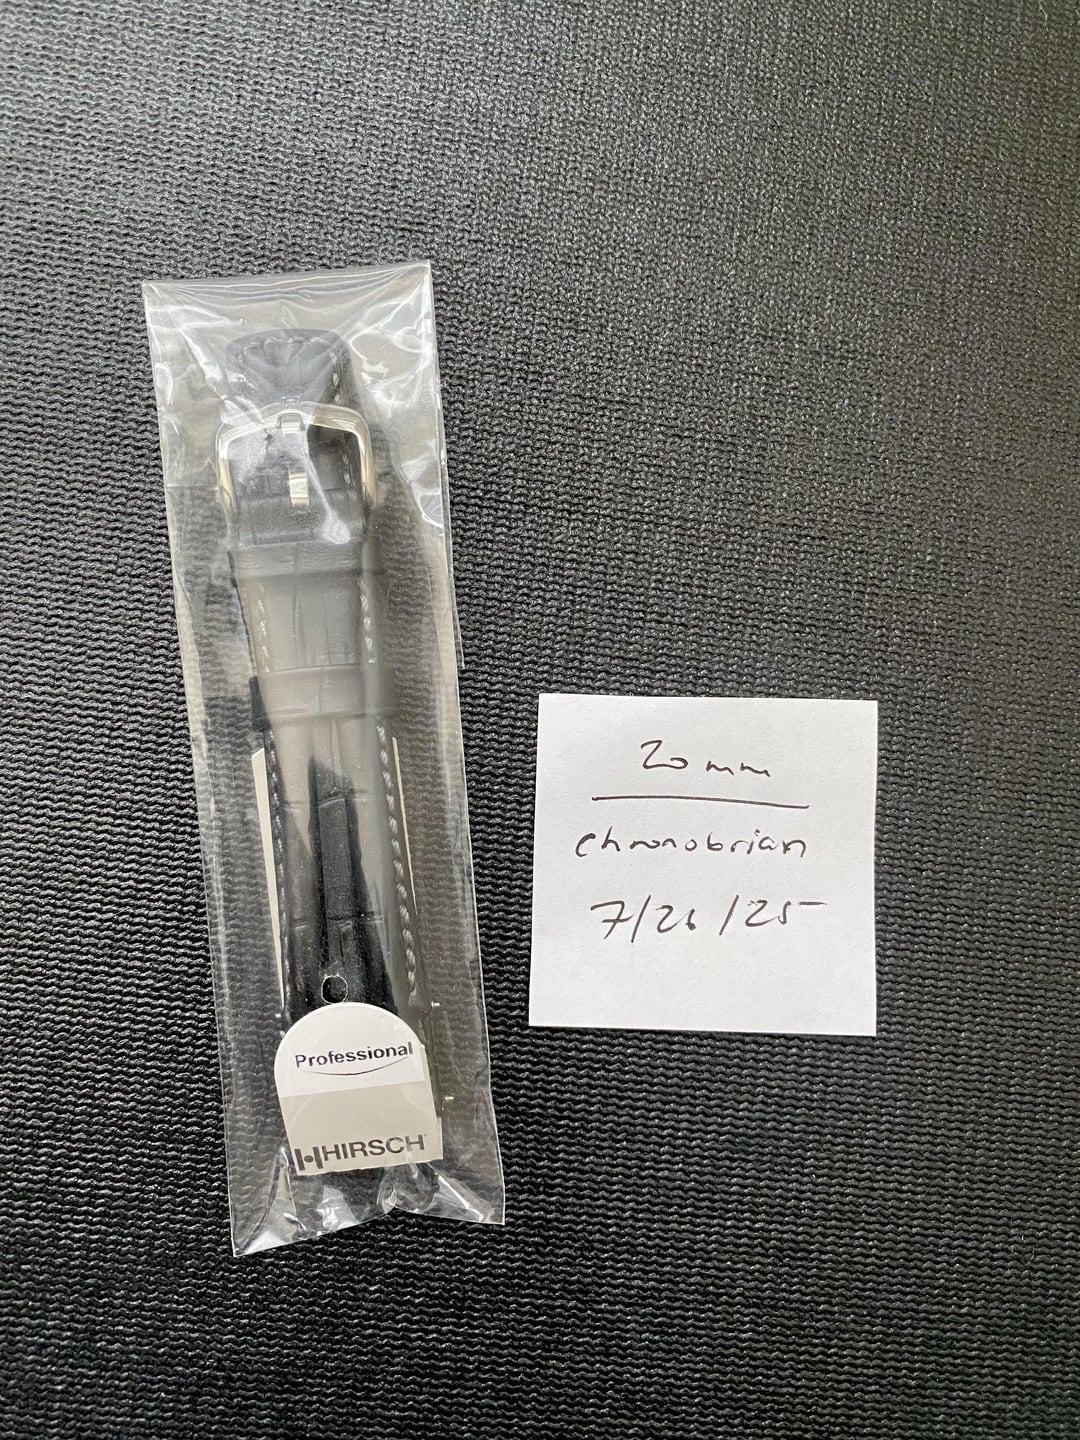 Professional
HIRSCH
20mm
chronobrian
7/26/25